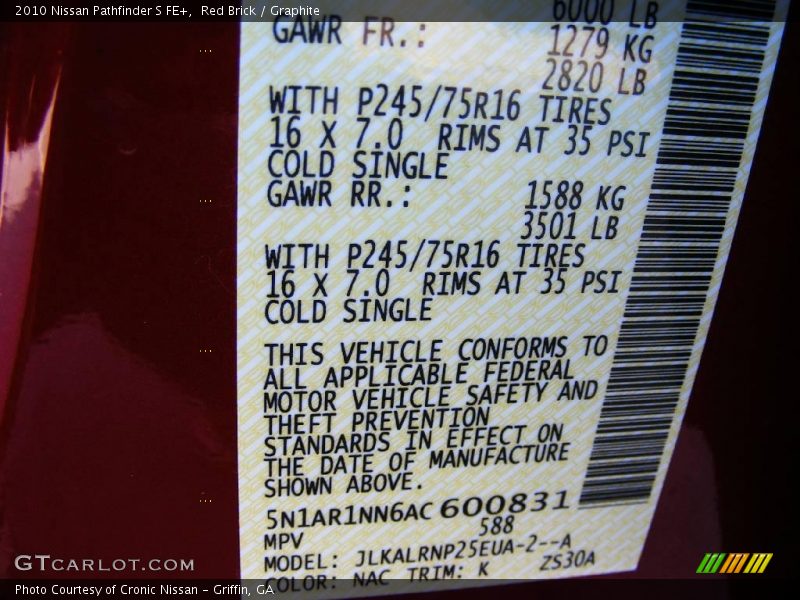 2010 Nissan Pathfinder S FE+,  Red Brick / Graphite
6000 LB
GAWR FR.: 1279 KG
2820 LB
WITH P245/75R16 TIRES
16 X 7.0 RIMS AT 35 PSI
COLD SINGLE
GAWR RR.: 1588 KG
3501 LB
WITH P245/75R16 TIRES
16 X 7.0 RIMS AT 35 PSI
COLD SINGLE
THIS VEHICLE CONFORMS TO
ALL APPLICABLE FEDERAL
MOTOR VEHICLE SAFETY AND
THEFT PREVENTION
STANDARDS IN EFFECT ON
THE DATE OF MANUFACTURE
SHOWN ABOVE.
5N1AR1NN6AC600831
MPV 588
MODEL: JLKALRNP25EUA-2--A
COLOR: NAC TRIM: K ZS30A
GTCARLOT.COM
Photo Courtesy of Cronic Nissan - Griffin, GA